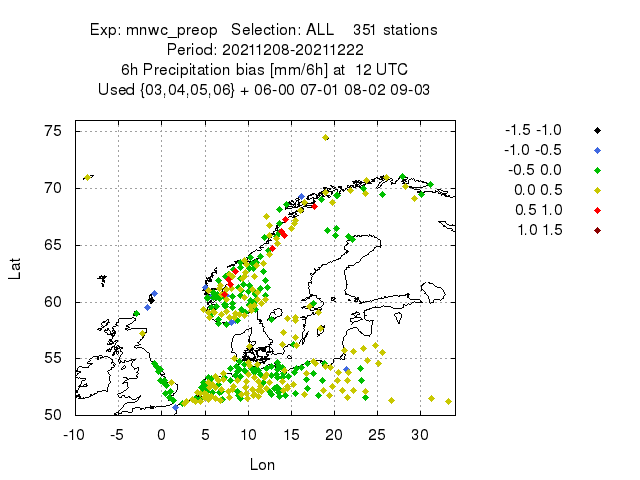 Exp: mnwc_preop Selection: ALL 351 stations
Period: 20211208-20211222
6h Precipitation bias [mm/6h] at 12 UTC
Used {03,04,05,06} + 06-00 07-01 08-02 09-03
75
70
65
60
55
50
Lat
-10 -5 0 5 10 15 20 25 30
Lon
-1.5 -1.0
-1.0 -0.5
-0.5 0.0
0.0 0.5
0.5 1.0
1.0 1.5